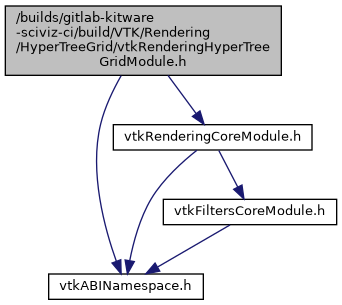 /builds/gitlab-kitware
-sciviz-ci/build/VTK/Rendering
/HyperTreeGrid/vtkRenderingHyperTree
GridModule.h
vtkRenderingCoreModule.h
vtkFiltersCoreModule.h
vtkABINamespace.h